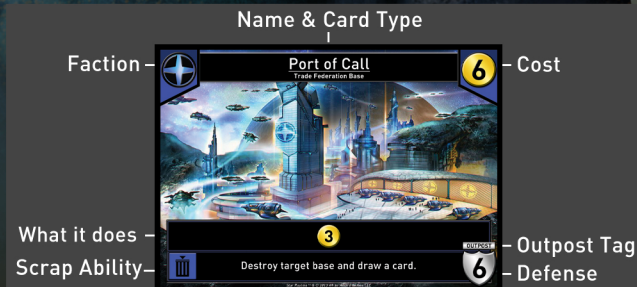 Name & Card Type
Faction
Port of Call
Trade Federation Base
6
Cost
What it does
3
OUTPOST
Outpost Tag
Scrap Ability
Destroy target base and draw a card.
6
Defense